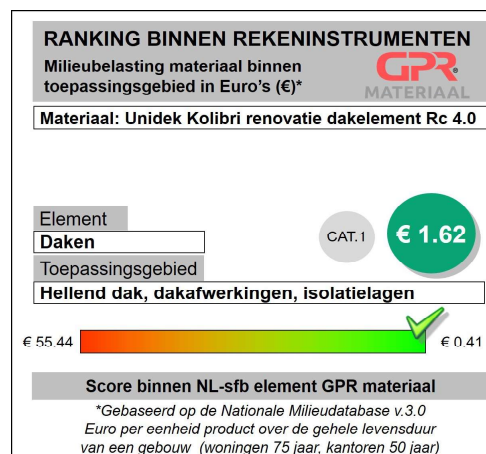 RANKING BINNEN REKENINSTRUMENTEN
Milieubelasting materiaal binnen
toepassingsgebied in Euro's (€)*
GPR®
MATERIAAL
Materiaal: Unidek Kolibri renovatie dakelement Rc 4.0
Element
Daken
CAT.1
€ 1.62
Toepassingsgebied
Hellend dak, dakafwerkingen, isolatielagen
€ 55.44
€ 0.41
Score binnen NL-sfb element GPR materiaal
*Gebaseerd op de Nationale Milieudatabase v.3.0
Euro per eenheid product over de gehele levensduur
van een gebouw (woningen 75 jaar, kantoren 50 jaar)